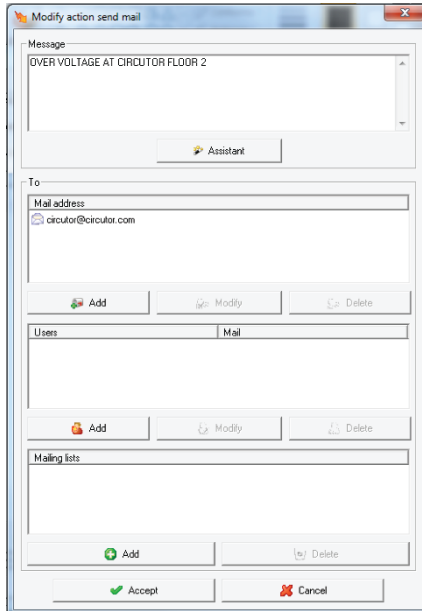 Modify action send mail
Message
OVER VOLTAGE AT CIRCUTOR FLOOR 2
Assistant
To
Mail address
circutor@circutor.com
Add Modify Delete
Users Mail
Add Modify Delete
Mailing lists
Add Delete
Accept Cancel